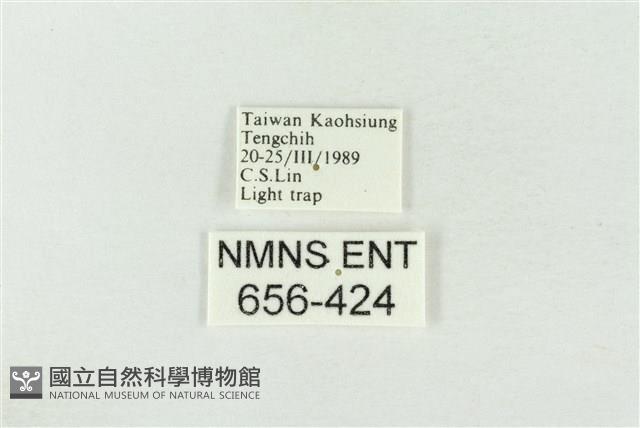 Taiwan Kaohsiung
Tengchih
20-25/III/1989
C.S.Lin
Light trap
NMNS ENT
656-424
國立自然科學博物館
NATIONAL MUSEUM OF NATURAL SCIENCE